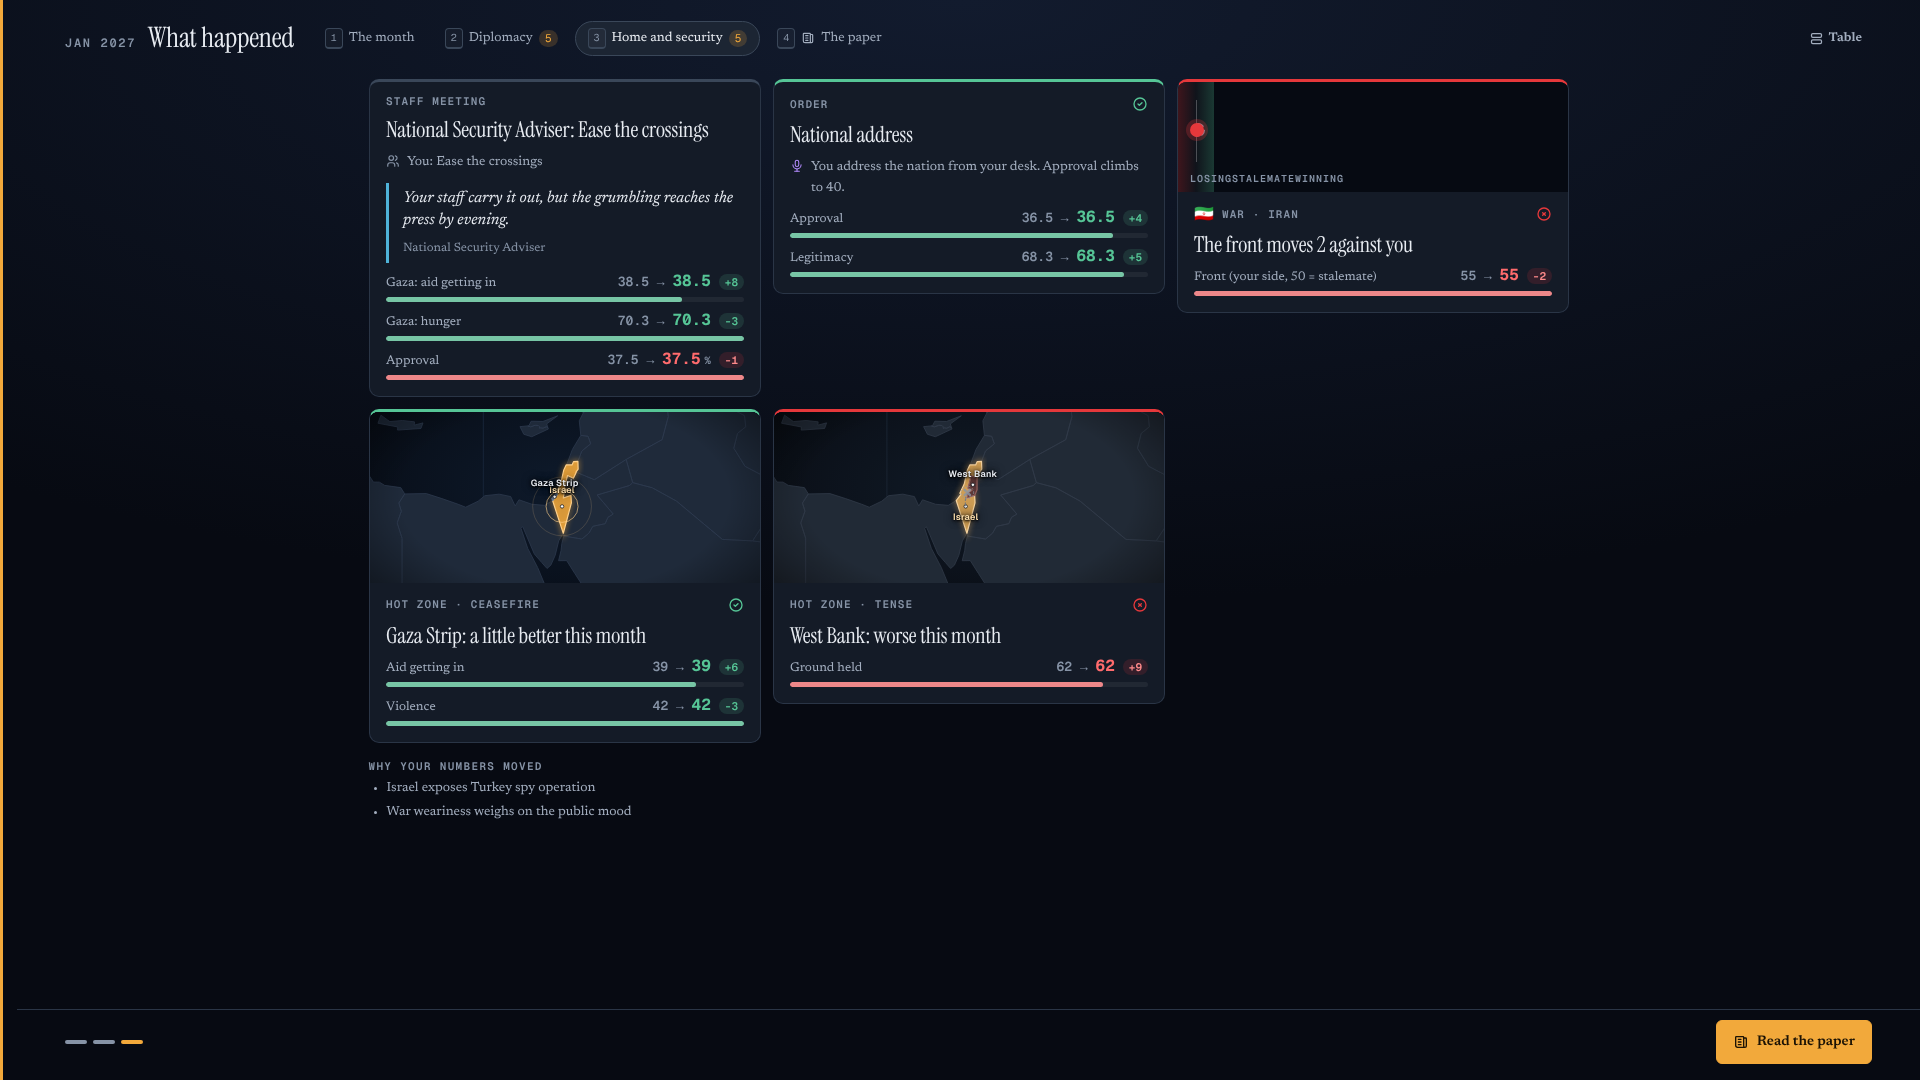 JAN 2027 What happened 1 The month 2 Diplomacy 5 3 Home and security 5 4 The paper Table
STAFF MEETING
National Security Adviser: Ease the crossings
You: Ease the crossings
Your staff carry it out, but the grumbling reaches the
press by evening.
National Security Adviser
Gaza: aid getting in 38.5 → 38.5 +8
Gaza: hunger 70.3 → 70.3 -3
Approval 37.5 → 37.5 % -1
ORDER
National address
You address the nation from your desk. Approval climbs
to 40.
Approval 36.5 → 36.5 +4
Legitimacy 68.3 → 68.3 +5
LOSINGSTALEMATEWINNING
WAR · IRAN
The front moves 2 against you
Front (your side, 50 = stalemate) 55 → 55 -2
Gaza Strip
Israel
HOT ZONE · CEASEFIRE
Gaza Strip: a little better this month
Aid getting in 39 → 39 +6
Violence 42 → 42 -3
West Bank
Israel
HOT ZONE · TENSE
West Bank: worse this month
Ground held 62 → 62 +9
WHY YOUR NUMBERS MOVED
• Israel exposes Turkey spy operation
• War weariness weighs on the public mood
Read the paper